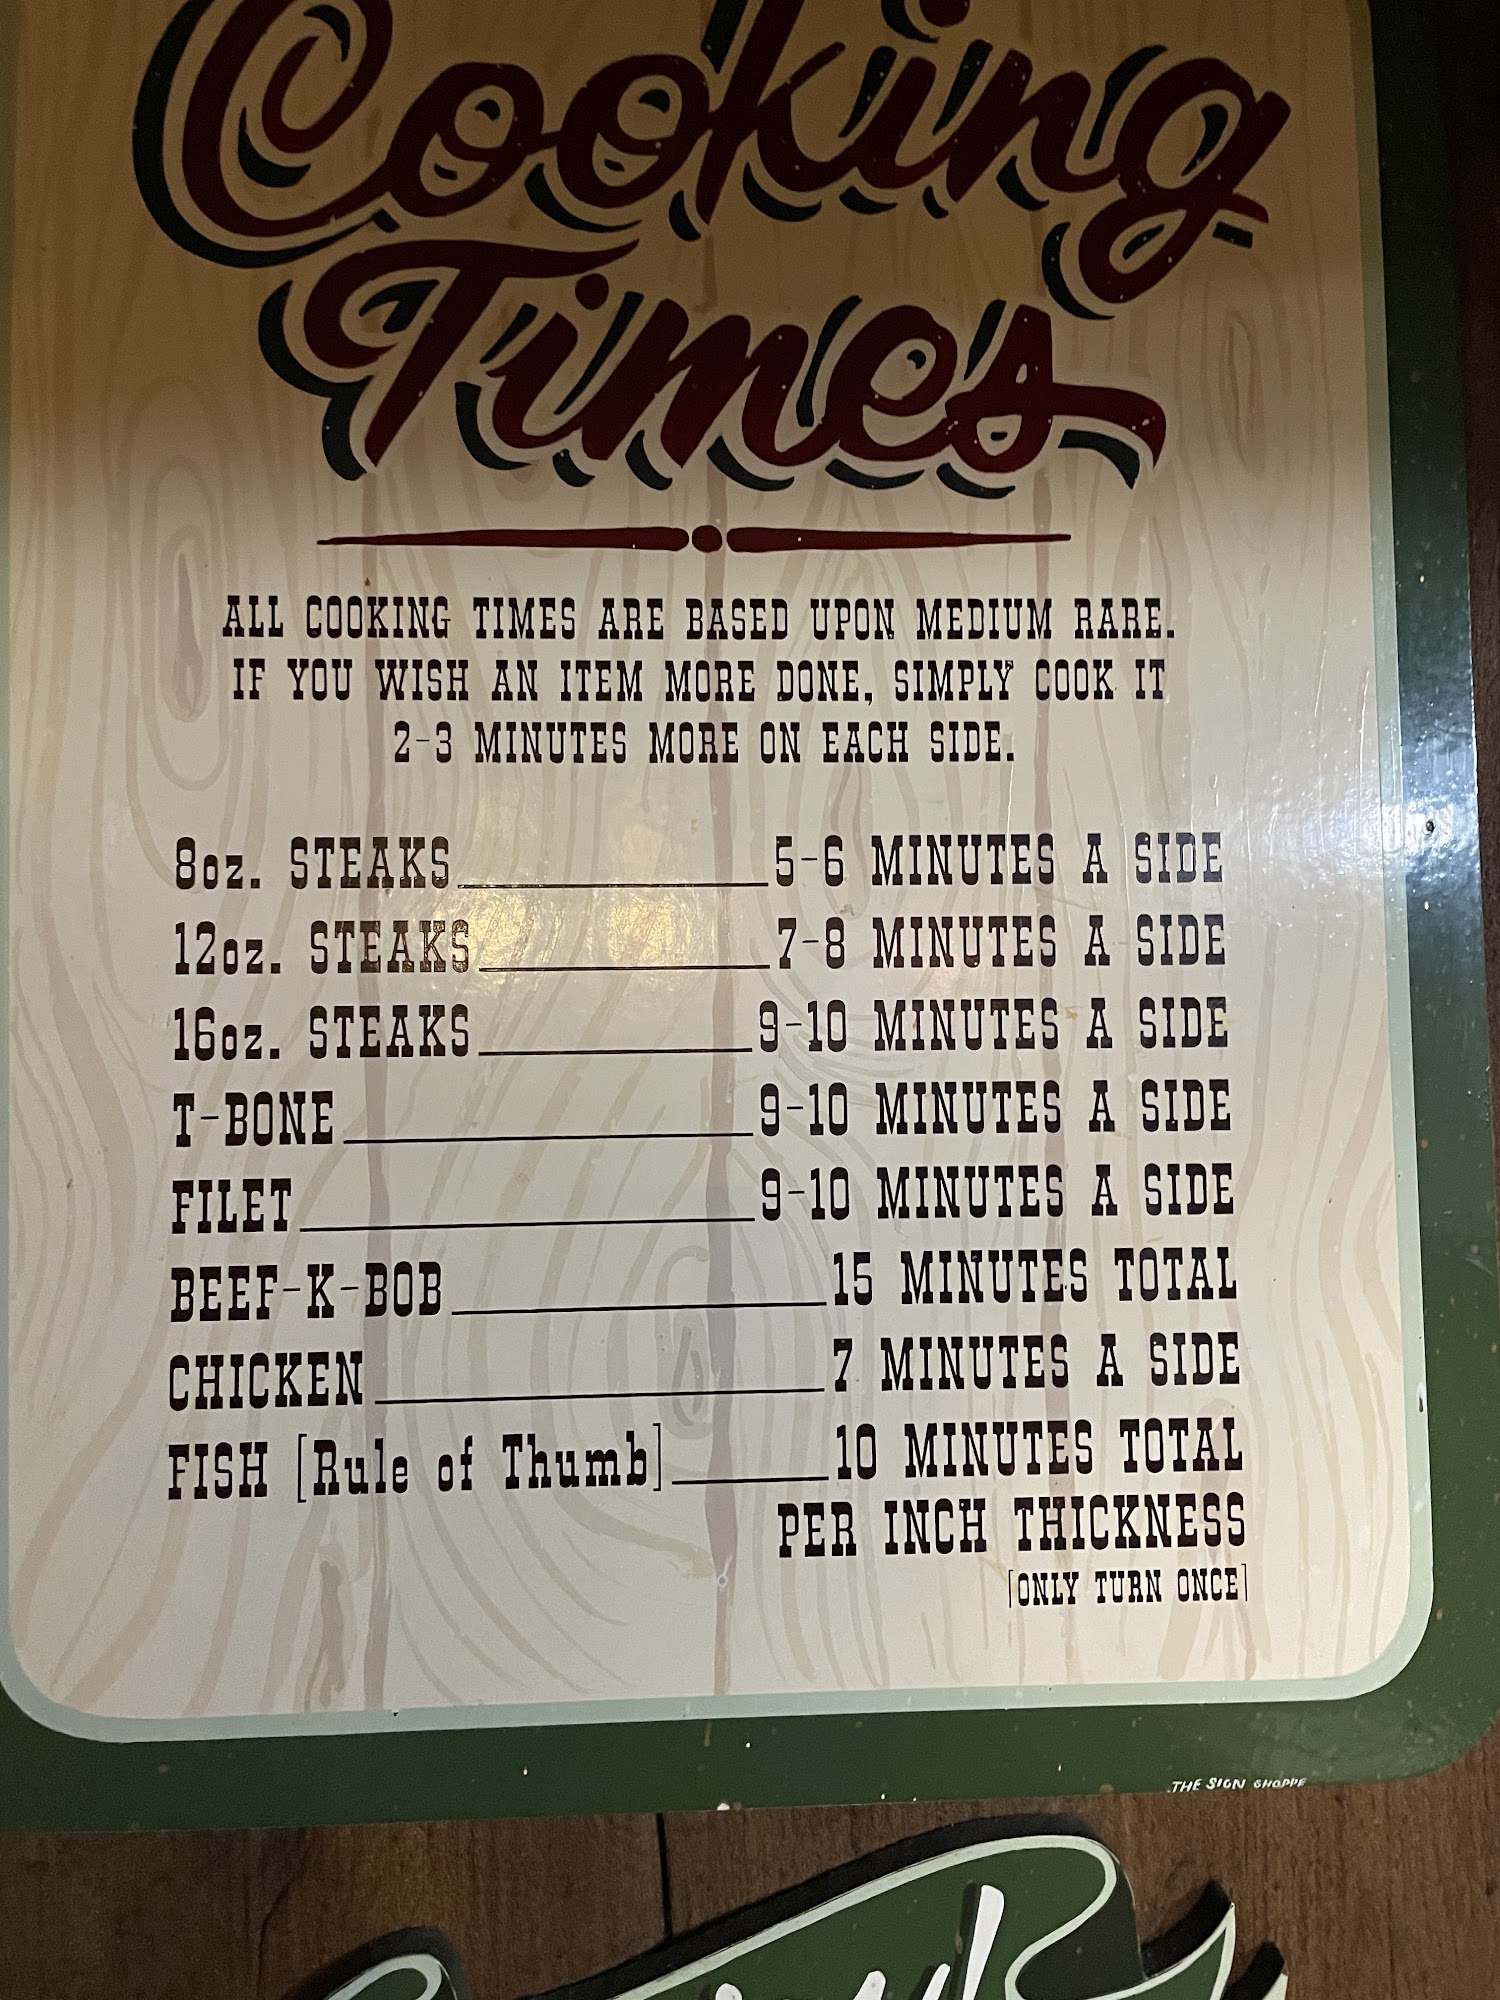 Cooking
Times
ALL COOKING TIMES ARE BASED UPON MEDIUM RARE.
IF YOU WISH AN ITEM MORE DONE, SIMPLY COOK IT
2-3 MINUTES MORE ON EACH SIDE.
8oz. STEAKS 5-6 MINUTES A SIDE
12oz. STEAKS 7-8 MINUTES A SIDE
16oz. STEAKS 9-10 MINUTES A SIDE
T-BONE 9-10 MINUTES A SIDE
FILET 9-10 MINUTES A SIDE
BEEF-K-BOB 15 MINUTES TOTAL
CHICKEN 7 MINUTES A SIDE
FISH [Rule of Thumb] 10 MINUTES TOTAL
PER INCH THICKNESS
[ONLY TURN ONCE]
THE SIGN SHOPPE